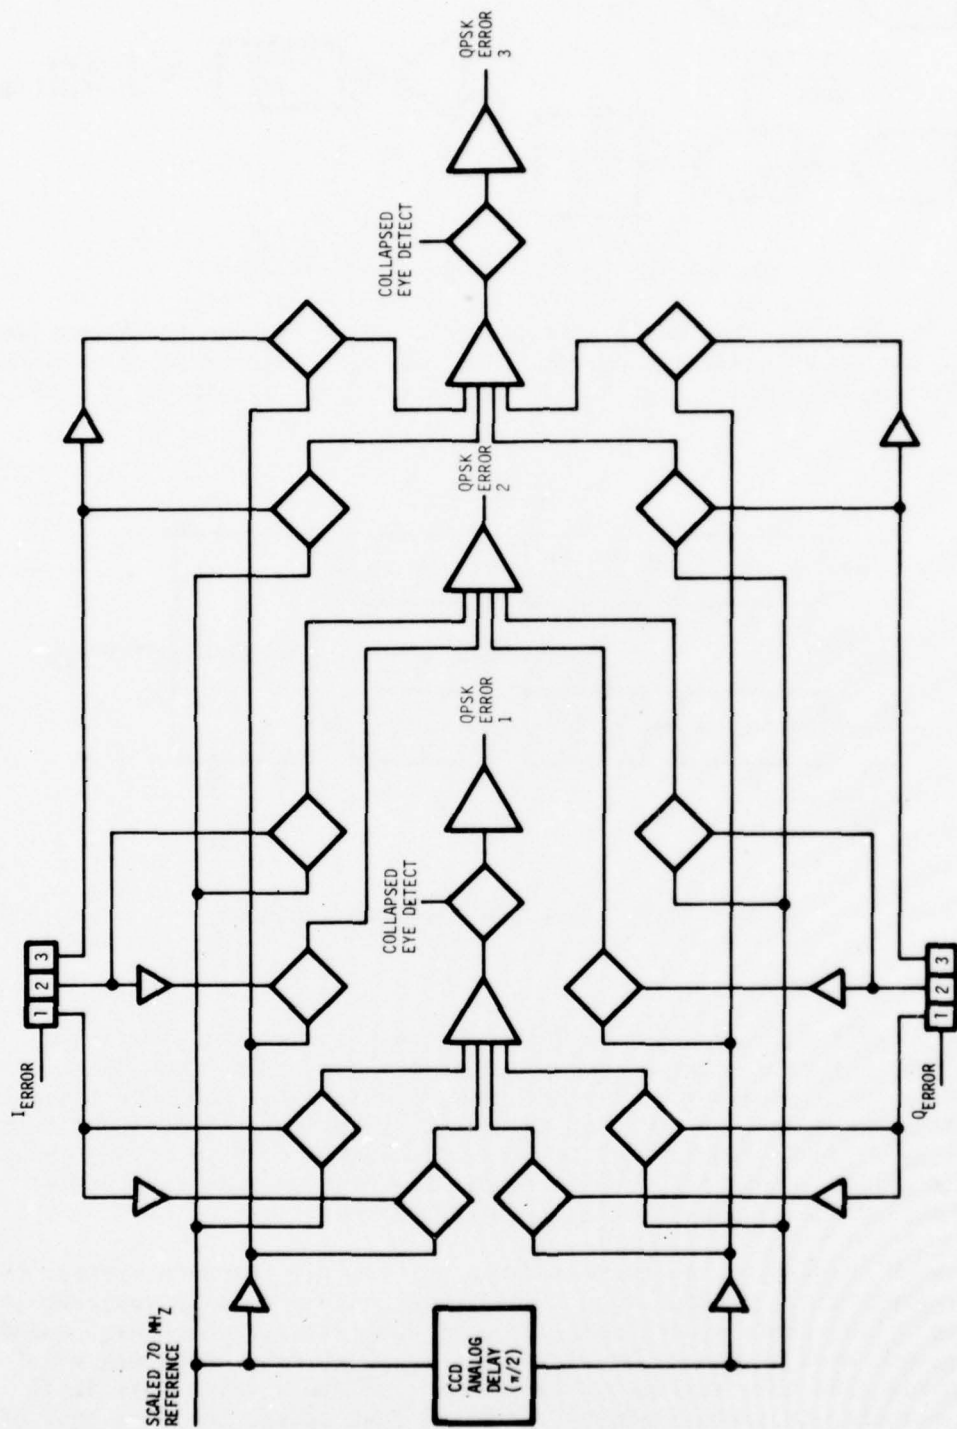 QPSK
ERROR
3
COLLAPSED
EYE DETECT
QPSK
ERROR
2
QPSK
ERROR
1
COLLAPSED
EYE DETECT
1 2 3
I ERROR
1 2 3
Q ERROR
SCALED 70 MHZ
REFERENCE
CCD
ANALOG
DELAY
(π/2)